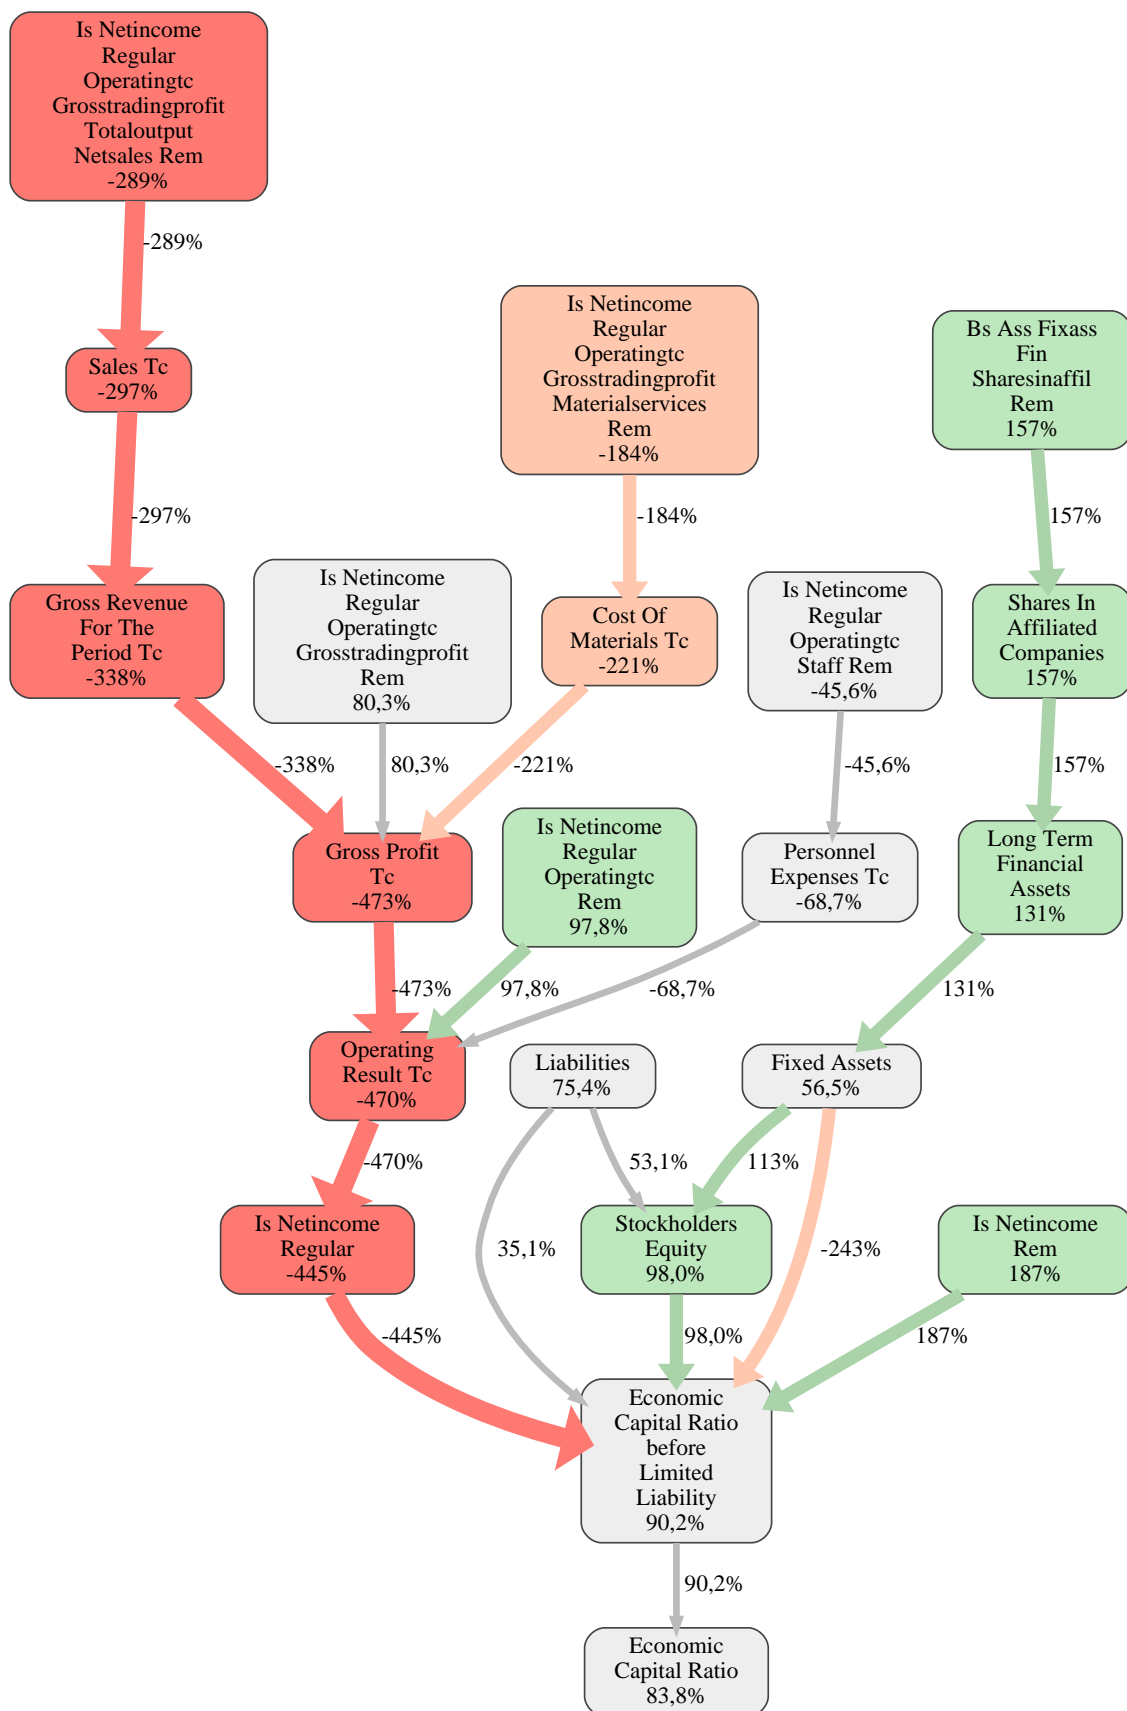 Is Netincome
Regular
Operatingtc
Grosstradingprofit
Totaloutput
Netsales Rem
-289%
-289%
Sales Tc
-297%
Is Netincome
Regular
Operatingtc
Grosstradingprofit
Materialservices
Rem
-184%
Bs Ass Fixass
Fin
Sharesinaffil
Rem
157%
-297%
-184%
157%
Gross Revenue
For The
Period Tc
-338%
Is Netincome
Regular
Operatingtc
Grosstradingprofit
Rem
80,3%
Cost Of
Materials Tc
-221%
Is Netincome
Regular
Operatingtc
Staff Rem
-45,6%
Shares In
Affiliated
Companies
157%
-338%
80,3%
-221%
-45,6%
157%
Gross Profit
Tc
-473%
Is Netincome
Regular
Operatingtc
Rem
97,8%
Personnel
Expenses Tc
-68,7%
Long Term
Financial
Assets
131%
-473%
97,8%
-68,7%
131%
Operating
Result Tc
-470%
Liabilities
75,4%
Fixed Assets
56,5%
-470%
53,1%
113%
Is Netincome
Regular
-445%
35,1%
Stockholders
Equity
98,0%
-243%
Is Netincome
Rem
187%
-445%
98,0%
187%
Economic
Capital Ratio
before
Limited
Liability
90,2%
90,2%
Economic
Capital Ratio
83,8%